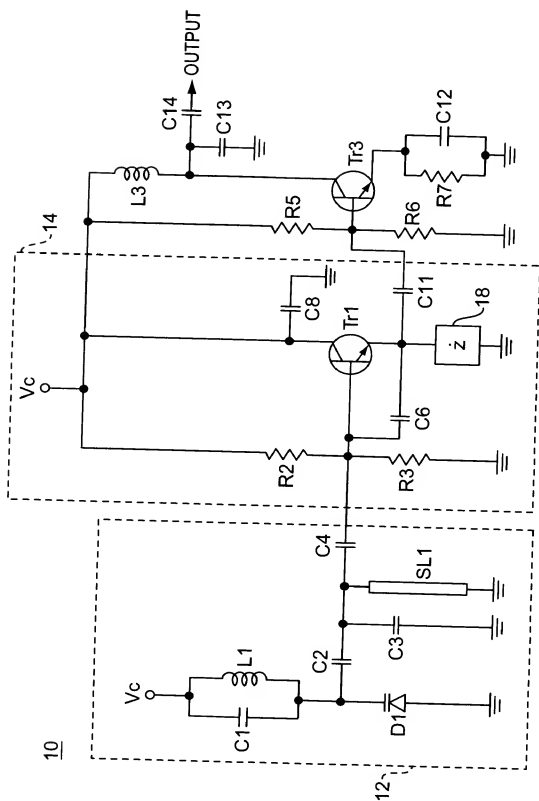 10
12
Vc
C1
L1
D1
C2
C3
SL1
C4
14
Vc
R2
R3
C6
Tr1
C8
Ż
18
C11
R5
R6
L3
Tr3
R7
C12
C13
C14
OUTPUT